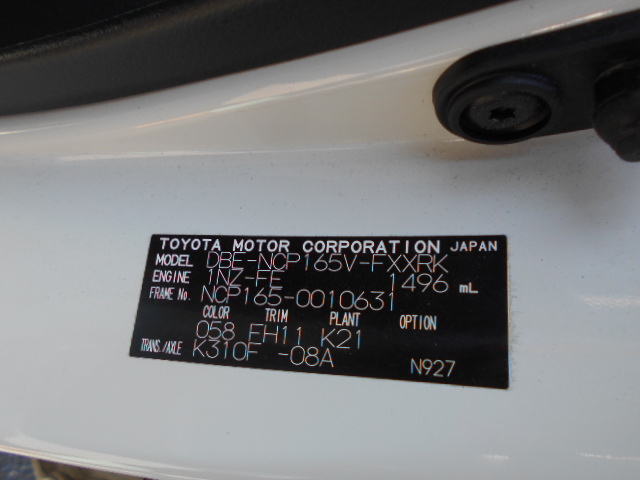 TOYOTA MOTOR CORPORATION JAPAN
MODEL DBE-NCP165V-FXXRK
ENGINE 1NZ-FE 1496 mL
FRAME No. NCP165-0010631
COLOR TRIM PLANT OPTION
058 FH11 K21
TRANS./AXLE K310F -08A
N927